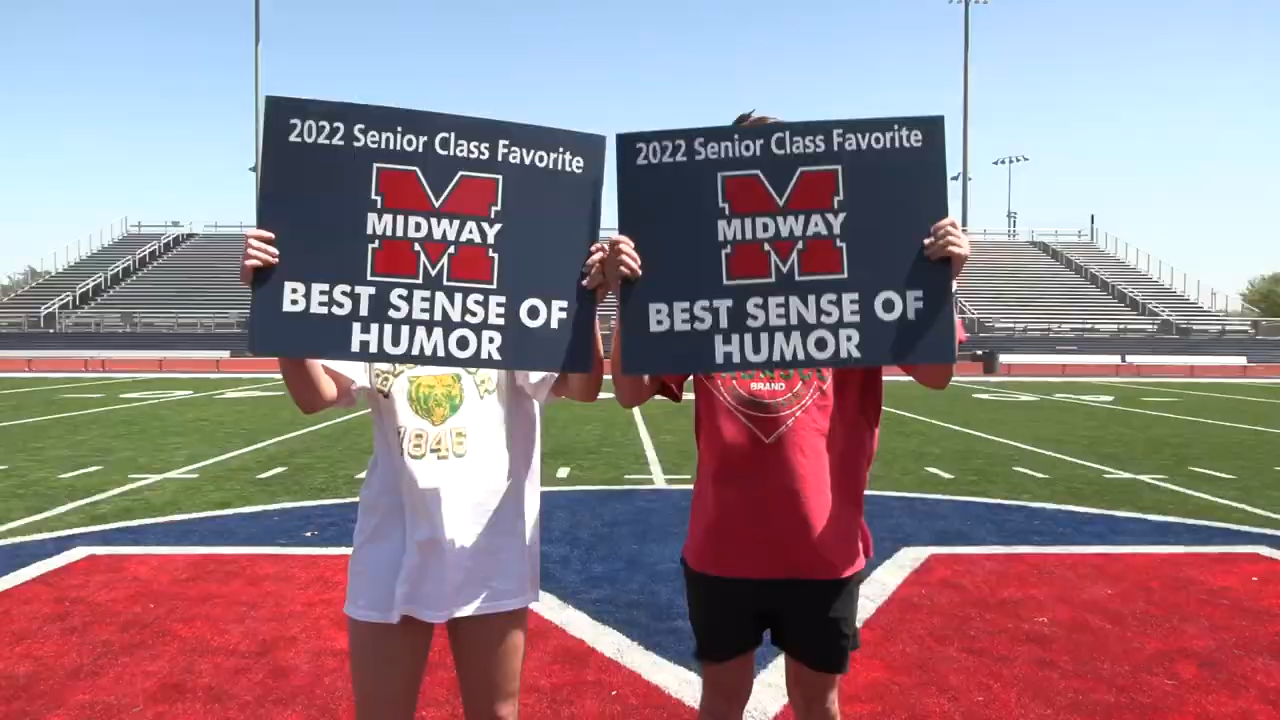 2022 Senior Class Favorite
MIDWAY
BEST SENSE OF
HUMOR
2022 Senior Class Favorite
MIDWAY
BEST SENSE OF
HUMOR
1846
BRAND